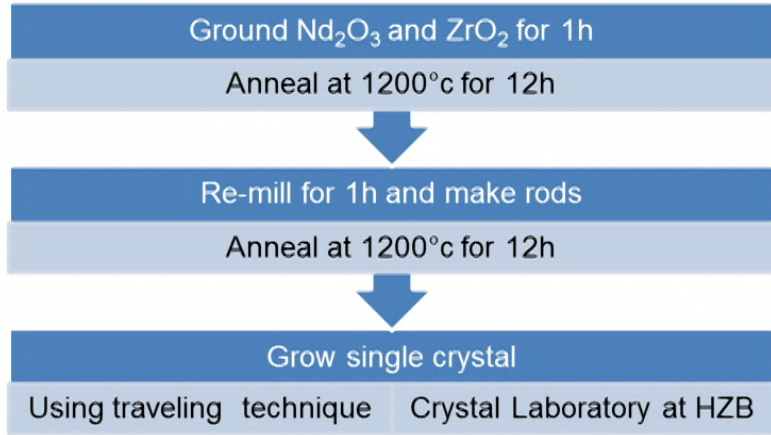 Ground Nd₂O₃ and ZrO₂ for 1h
Anneal at 1200°c for 12h
Re-mill for 1h and make rods
Anneal at 1200°c for 12h
Grow single crystal
Using traveling technique
Crystal Laboratory at HZB